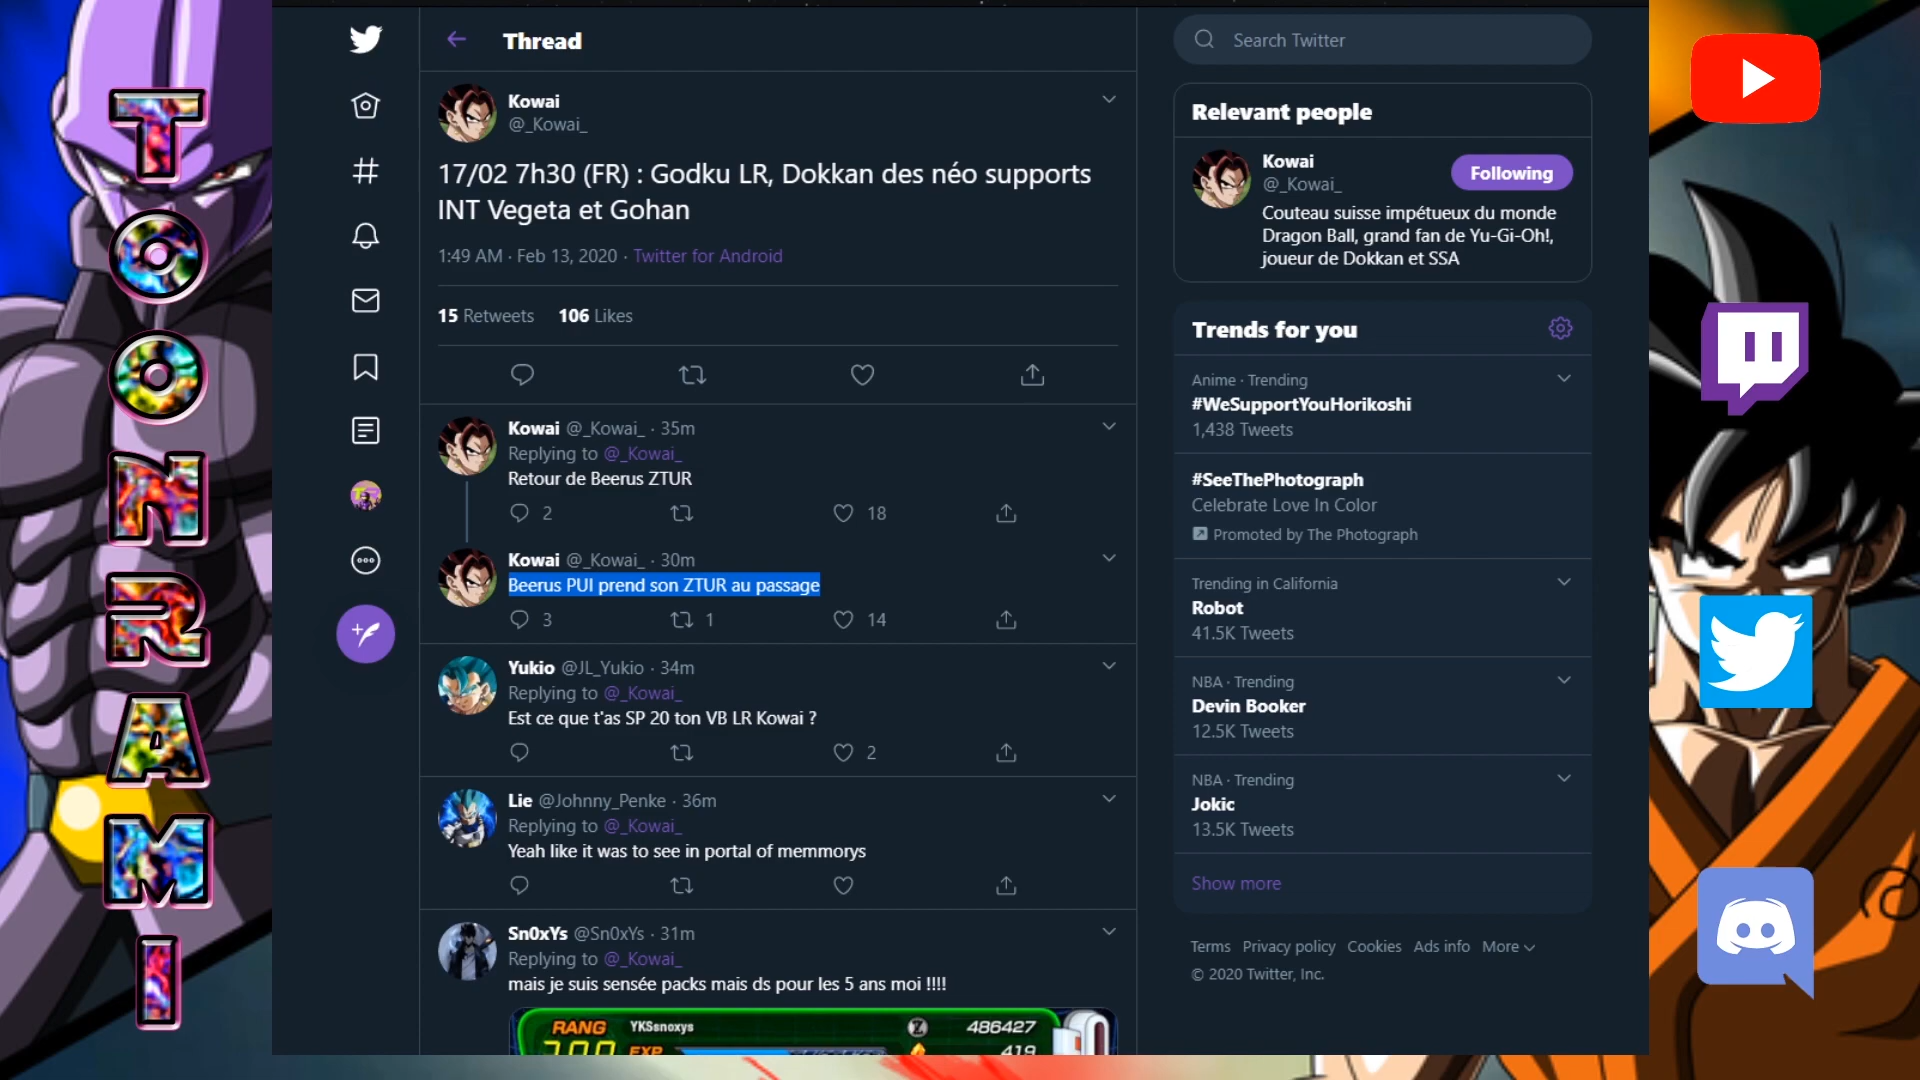 TOONRAMI
Thread
Kowai
@_Kowai_
17/02 7h30 (FR) : Godku LR, Dokkan des néo supports
INT Vegeta et Gohan
1:49 AM · Feb 13, 2020 · Twitter for Android
15 Retweets 106 Likes
Kowai @_Kowai_ · 35m
Replying to @_Kowai_
Retour de Beerus ZTUR
2 18
Kowai @_Kowai_ · 30m
Beerus PUI prend son ZTUR au passage
3 1 14
Yukio @JL_Yukio · 34m
Replying to @_Kowai_
Est ce que t'as SP 20 ton VB LR Kowai ?
2
Lie @Johnny_Penke · 36m
Replying to @_Kowai_
Yeah like it was to see in portal of memmorys
Sn0xYs @Sn0xYs · 31m
Replying to @_Kowai_
mais je suis sensée packs mais ds pour les 5 ans moi !!!!
RANG YKSsnoxys 486427
EXP 419
Search Twitter
Relevant people
Kowai
@_Kowai_
Following
Couteau suisse impétueux du monde
Dragon Ball, grand fan de Yu-Gi-Oh!,
joueur de Dokkan et SSA
Trends for you
Anime · Trending
#WeSupportYouHorikoshi
1,438 Tweets
#SeeThePhotograph
Celebrate Love In Color
Promoted by The Photograph
Trending in California
Robot
41.5K Tweets
NBA · Trending
Devin Booker
12.5K Tweets
NBA · Trending
Jokic
13.5K Tweets
Show more
Terms Privacy policy Cookies Ads info More
© 2020 Twitter, Inc.